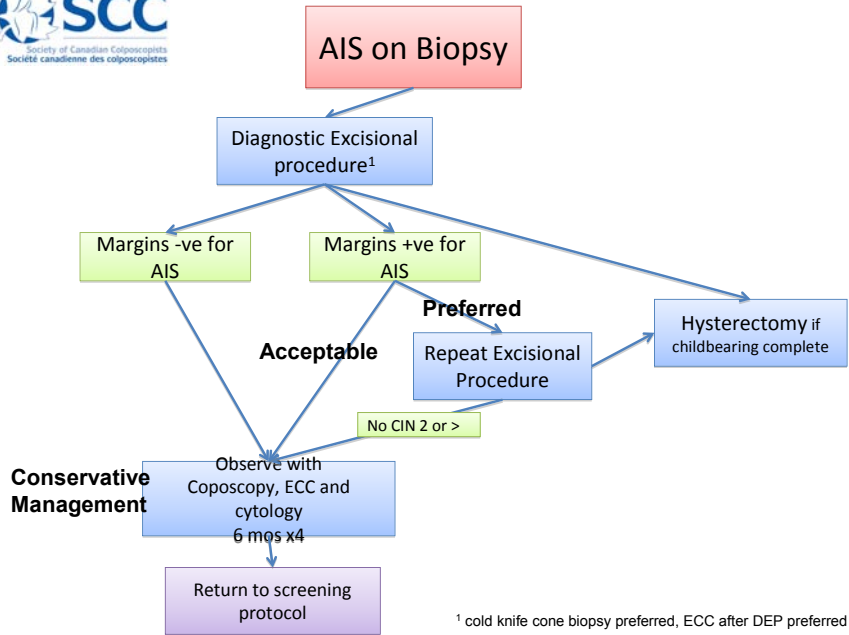 SCC
Society of Canadian Colposcopists
Société canadienne des colposcopistes
AIS on Biopsy
Diagnostic Excisional
procedure¹
Margins -ve for
AIS
Margins +ve for
AIS
Preferred
Hysterectomy if
childbearing complete
Acceptable
Repeat Excisional
Procedure
No CIN 2 or >
Conservative
Management
Observe with
Coposcopy, ECC and
cytology
6 mos x4
Return to screening
protocol
¹ cold knife cone biopsy preferred, ECC after DEP preferred